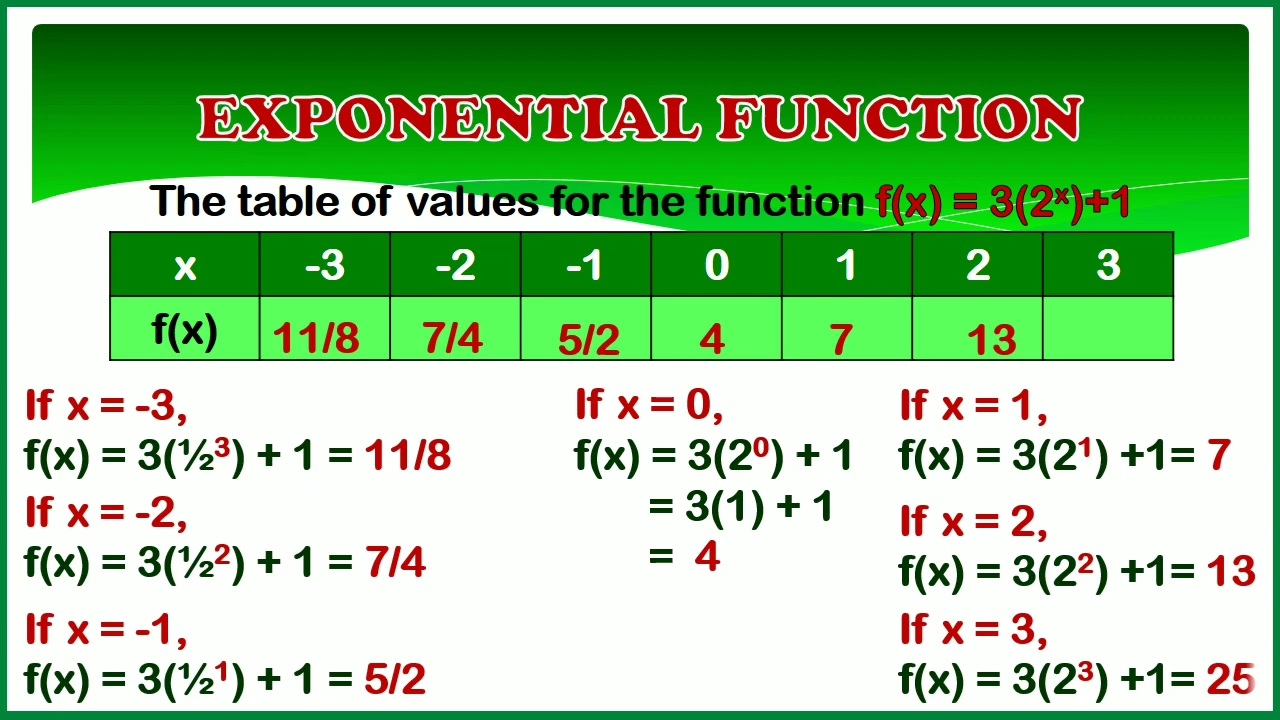 EXPONENTIAL FUNCTION
The table of values for the function f(x) = 3(2ˣ)+1
x -3 -2 -1 0 1 2 3
f(x) 11/8 7/4 5/2 4 7 13
If x = -3,
f(x) = 3(½³) + 1 = 11/8
If x = -2,
f(x) = 3(½²) + 1 = 7/4
If x = -1,
f(x) = 3(½¹) + 1 = 5/2
If x = 0,
f(x) = 3(2⁰) + 1
= 3(1) + 1
= 4
If x = 1,
f(x) = 3(2¹) +1= 7
If x = 2,
f(x) = 3(2²) +1= 13
If x = 3,
f(x) = 3(2³) +1= 25